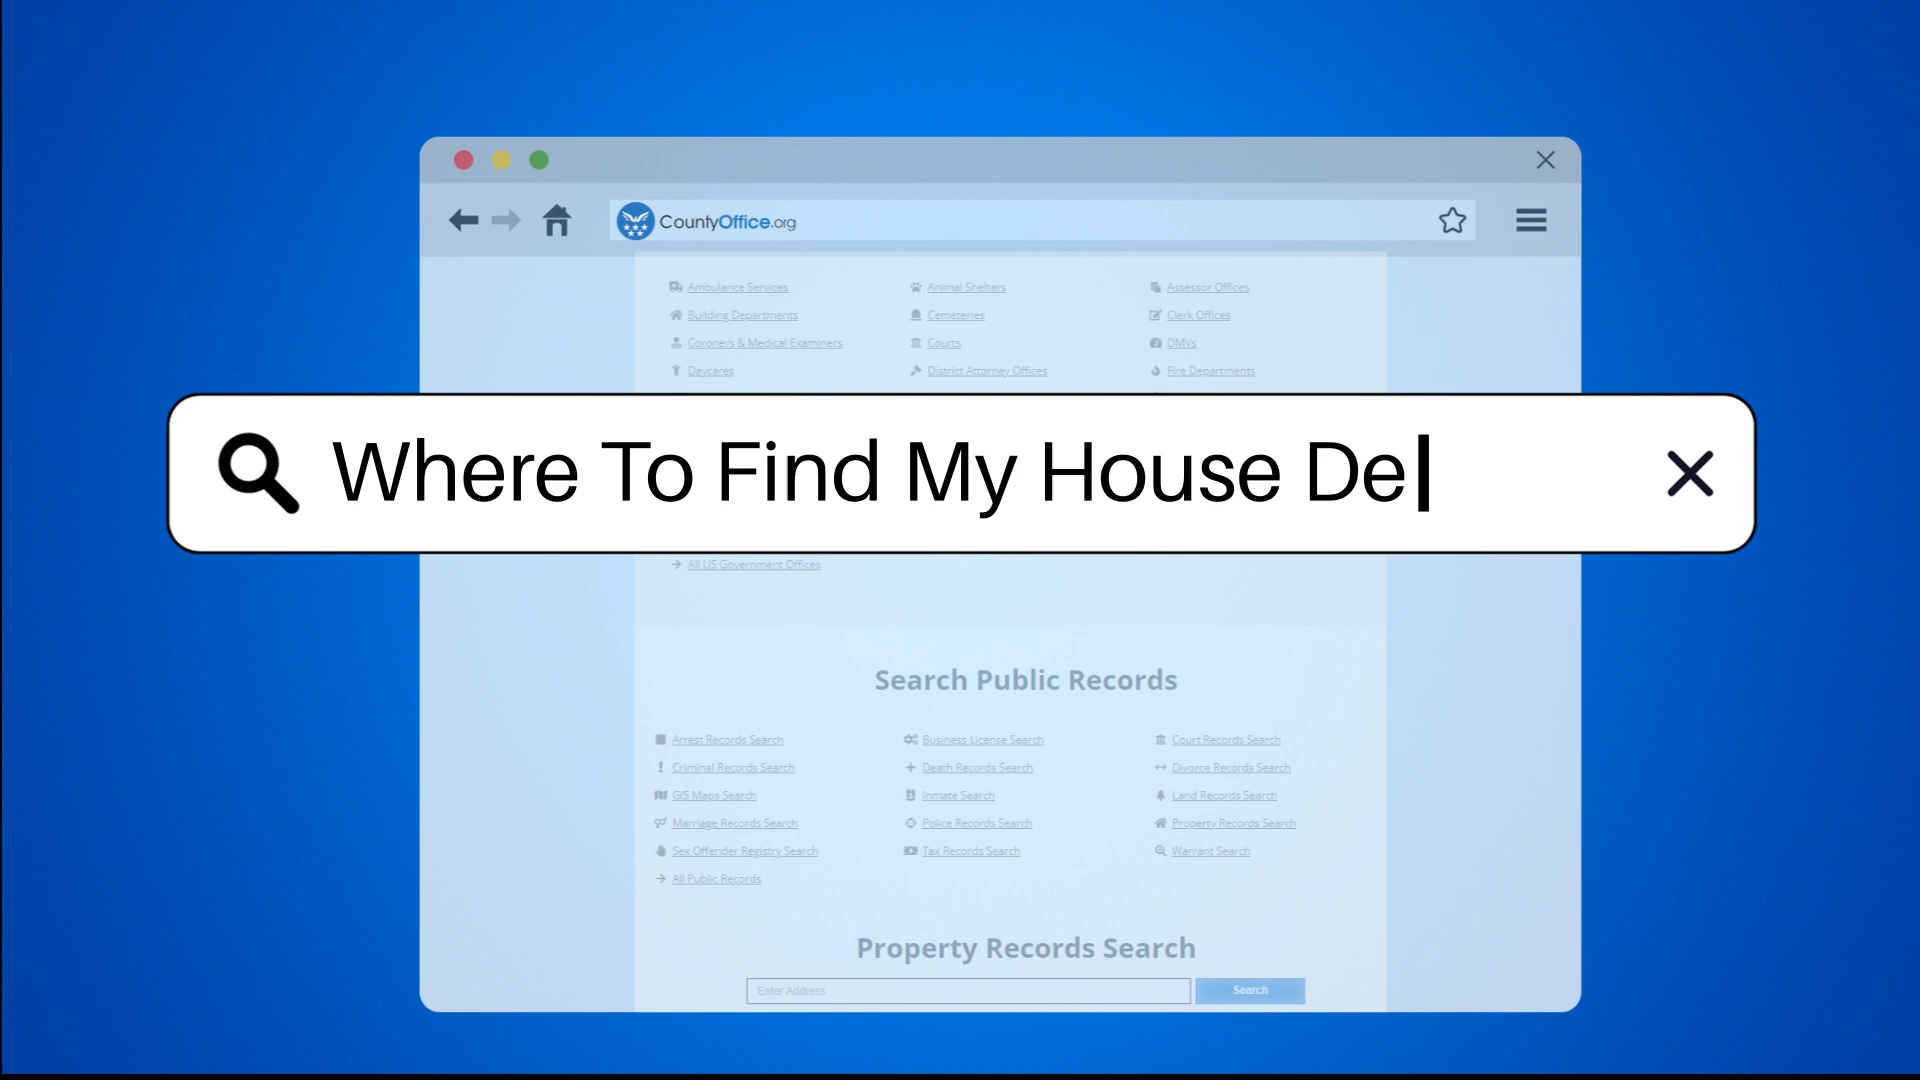 CountyOffice.org
Ambulance Services Animal Shelters Assessor Offices
Building Departments Cemeteries Clerk Offices
Coroners & Medical Examiners Courts DMVs
Daycares District Attorney Offices Fire Departments
Where To Find My House De
All US Government Offices
Search Public Records
Arrest Records Search Business License Search Court Records Search
Criminal Records Search Death Records Search Divorce Records Search
GIS Maps Search Inmate Search Land Records Search
Marriage Records Search Police Records Search Property Records Search
Sex Offender Registry Search Tax Records Search Warrant Search
All Public Records
Property Records Search
Enter Address Search